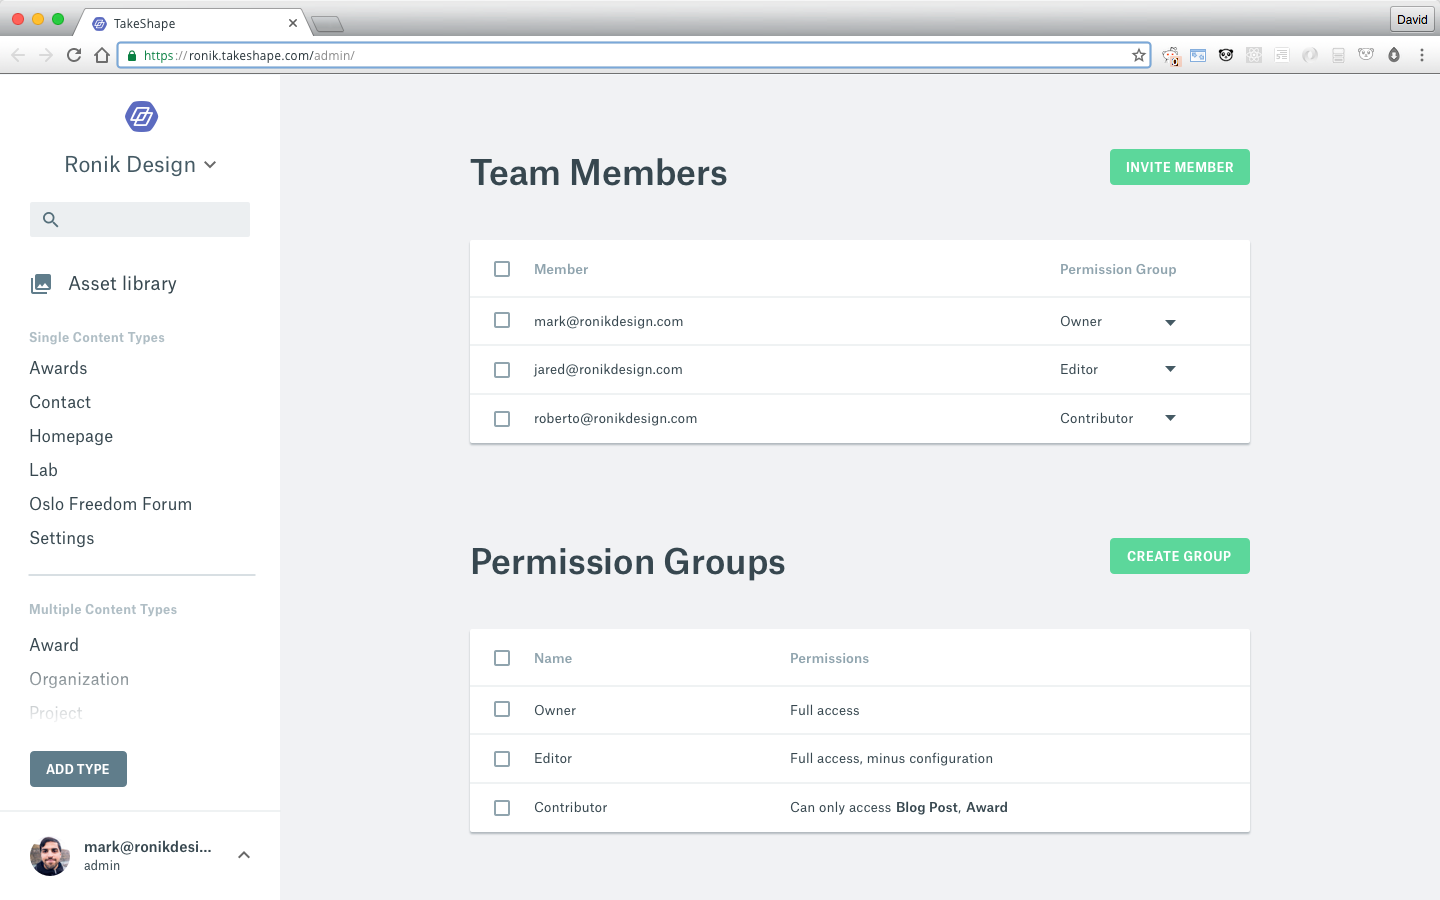 TakeShape
David
https://ronik.takeshape.com/admin/
Ronik Design
Asset library
Single Content Types
Awards
Contact
Homepage
Lab
Oslo Freedom Forum
Settings
Multiple Content Types
Award
Organization
Project
ADD TYPE
mark@ronikdesi...
admin
Team Members
INVITE MEMBER
Member Permission Group
mark@ronikdesign.com Owner
jared@ronikdesign.com Editor
roberto@ronikdesign.com Contributor
Permission Groups
CREATE GROUP
Name Permissions
Owner Full access
Editor Full access, minus configuration
Contributor Can only access Blog Post, Award